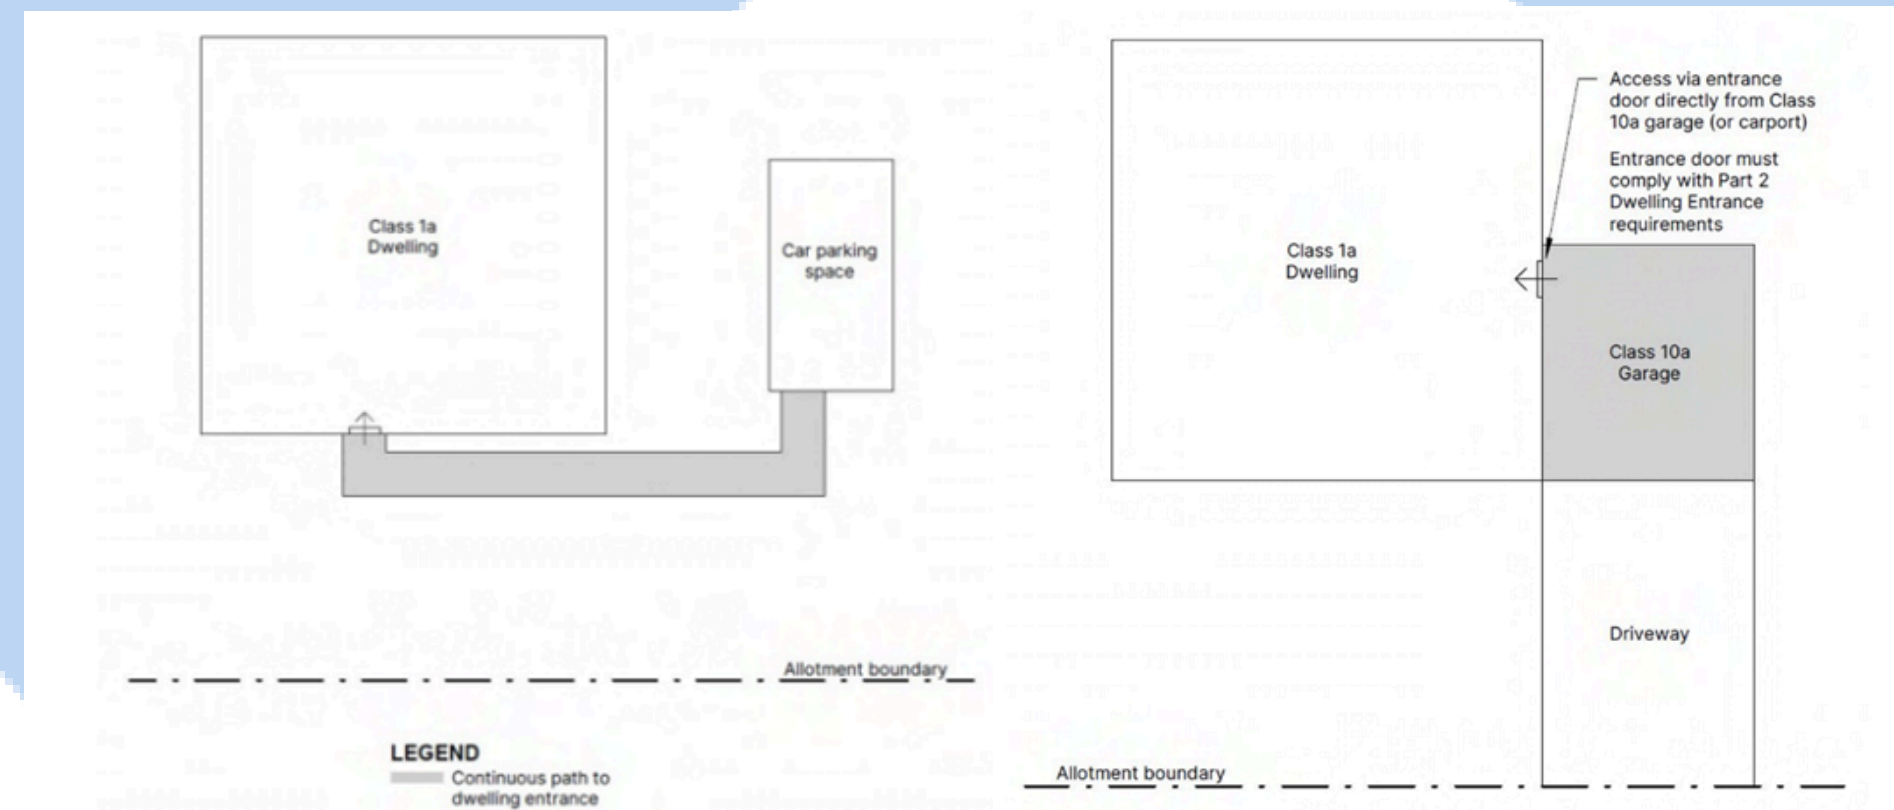 Class 1a
Dwelling
Car parking
space
Allotment boundary
LEGEND
Continuous path to
dwelling entrance
Access via entrance
door directly from Class
10a garage (or carport)
Entrance door must
comply with Part 2
Dwelling Entrance
requirements
Class 1a
Dwelling
Class 10a
Garage
Driveway
Allotment boundary